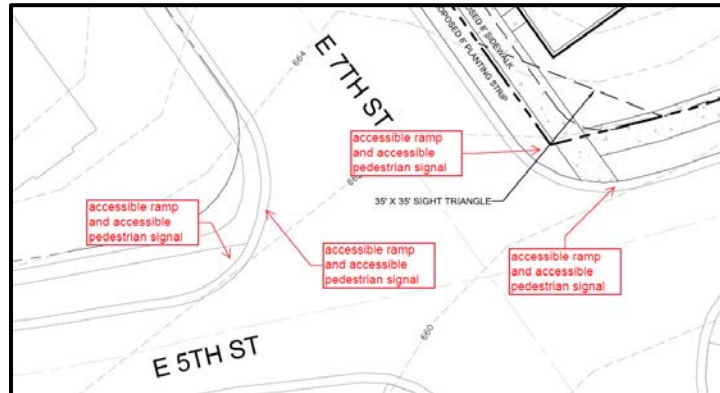 PROPOSED 8' PLANTING STRIP
664
E 7TH ST
accessible ramp
and accessible
pedestrian signal
35' X 35' SIGHT TRIANGLE
accessible ramp
and accessible
pedestrian signal
accessible ramp
and accessible
pedestrian signal
accessible ramp
and accessible
pedestrian signal
660
E 5TH ST